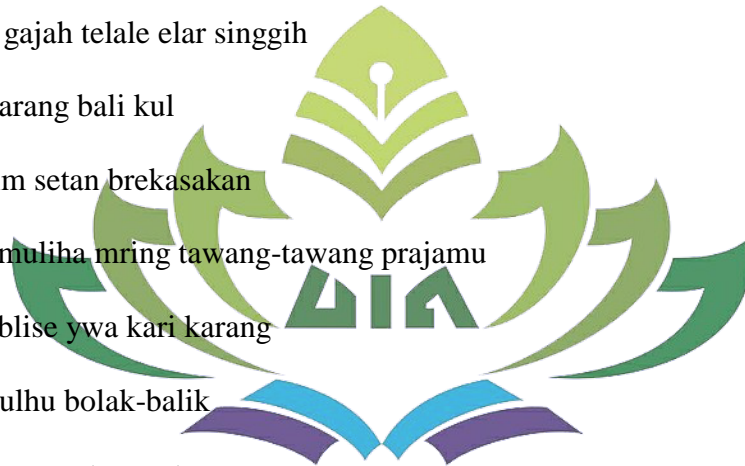 gajah telale elar singgih
arang bali kul
m setan brekasakan
muliha mring tawang-tawang prajamu
blise ywa kari karang
ulhu bolak-balik
UIN